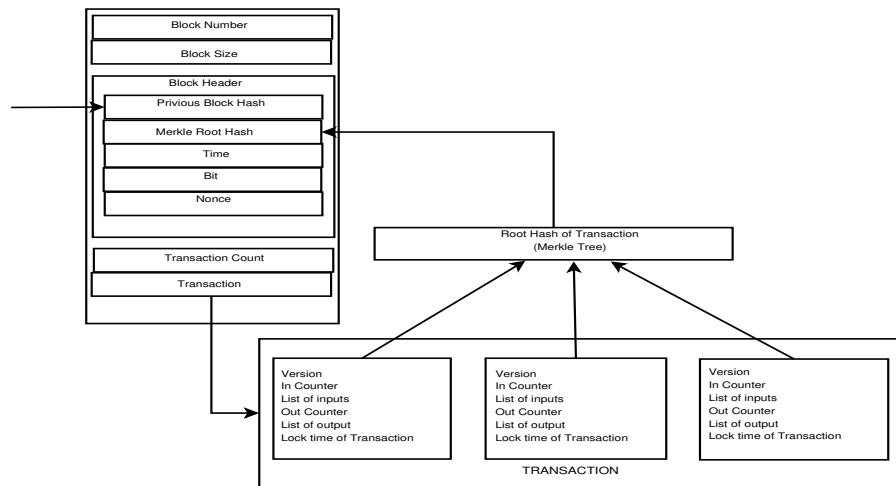 Block Number
Block Size
Block Header
Privious Block Hash
Merkle Root Hash
Time
Bit
Nonce
Transaction Count
Transaction
Root Hash of Transaction
(Merkle Tree)
Version
In Counter
List of inputs
Out Counter
List of output
Lock time of Transaction
Version
In Counter
List of inputs
Out Counter
List of output
Lock time of Transaction
Version
In Counter
List of inputs
Out Counter
List of output
Lock time of Transaction
TRANSACTION